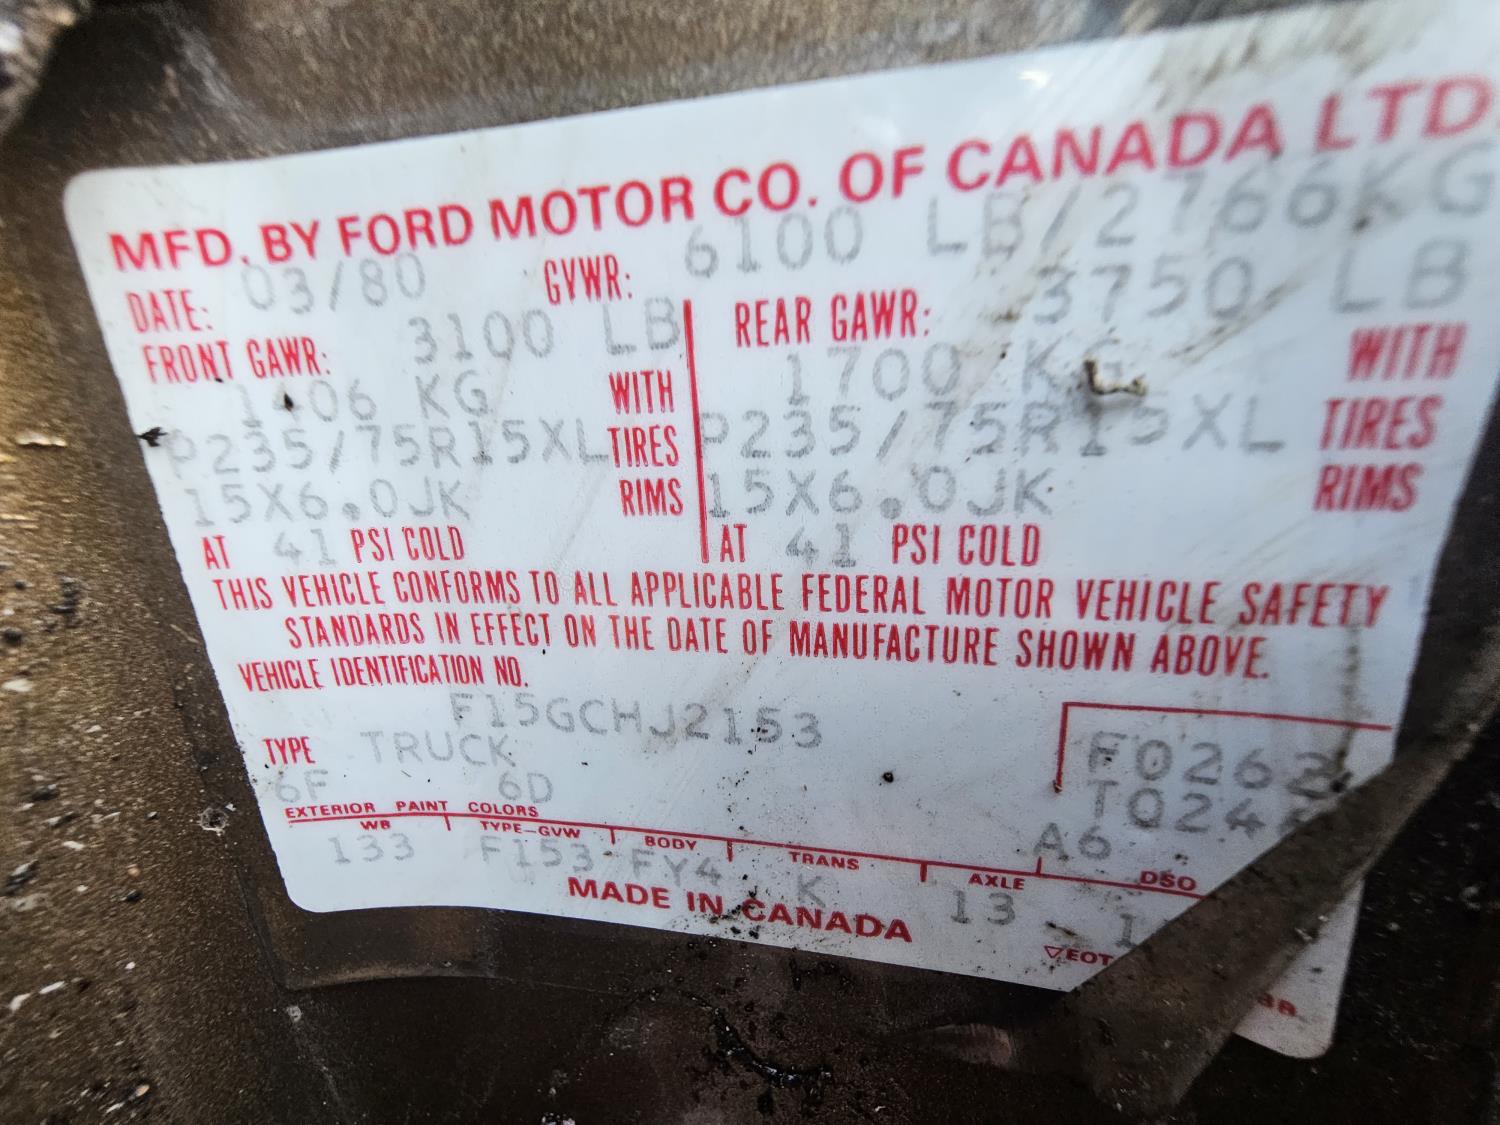 MFD. BY FORD MOTOR CO. OF CANADA LTD.
DATE: 03/80 GVWR: 6100 LB/2766KG
FRONT GAWR: 3100 LB REAR GAWR: 3750 LB
1406 KG WITH 1700 KG WITH
P235/75R15XL TIRES P235/75R15XL TIRES
15X6.0JK RIMS 15X6.0JK RIMS
AT 41 PSI COLD AT 41 PSI COLD
THIS VEHICLE CONFORMS TO ALL APPLICABLE FEDERAL MOTOR VEHICLE SAFETY
STANDARDS IN EFFECT ON THE DATE OF MANUFACTURE SHOWN ABOVE.
VEHICLE IDENTIFICATION NO.
F15GCHJ2153
TYPE TRUCK
F0262
6F 6D
T024
EXTERIOR PAINT COLORS
A6
WB TYPE-GVW BODY TRANS AXLE DSO
133 F153 FY4 K 13 1
MADE IN CANADA
▽EOT